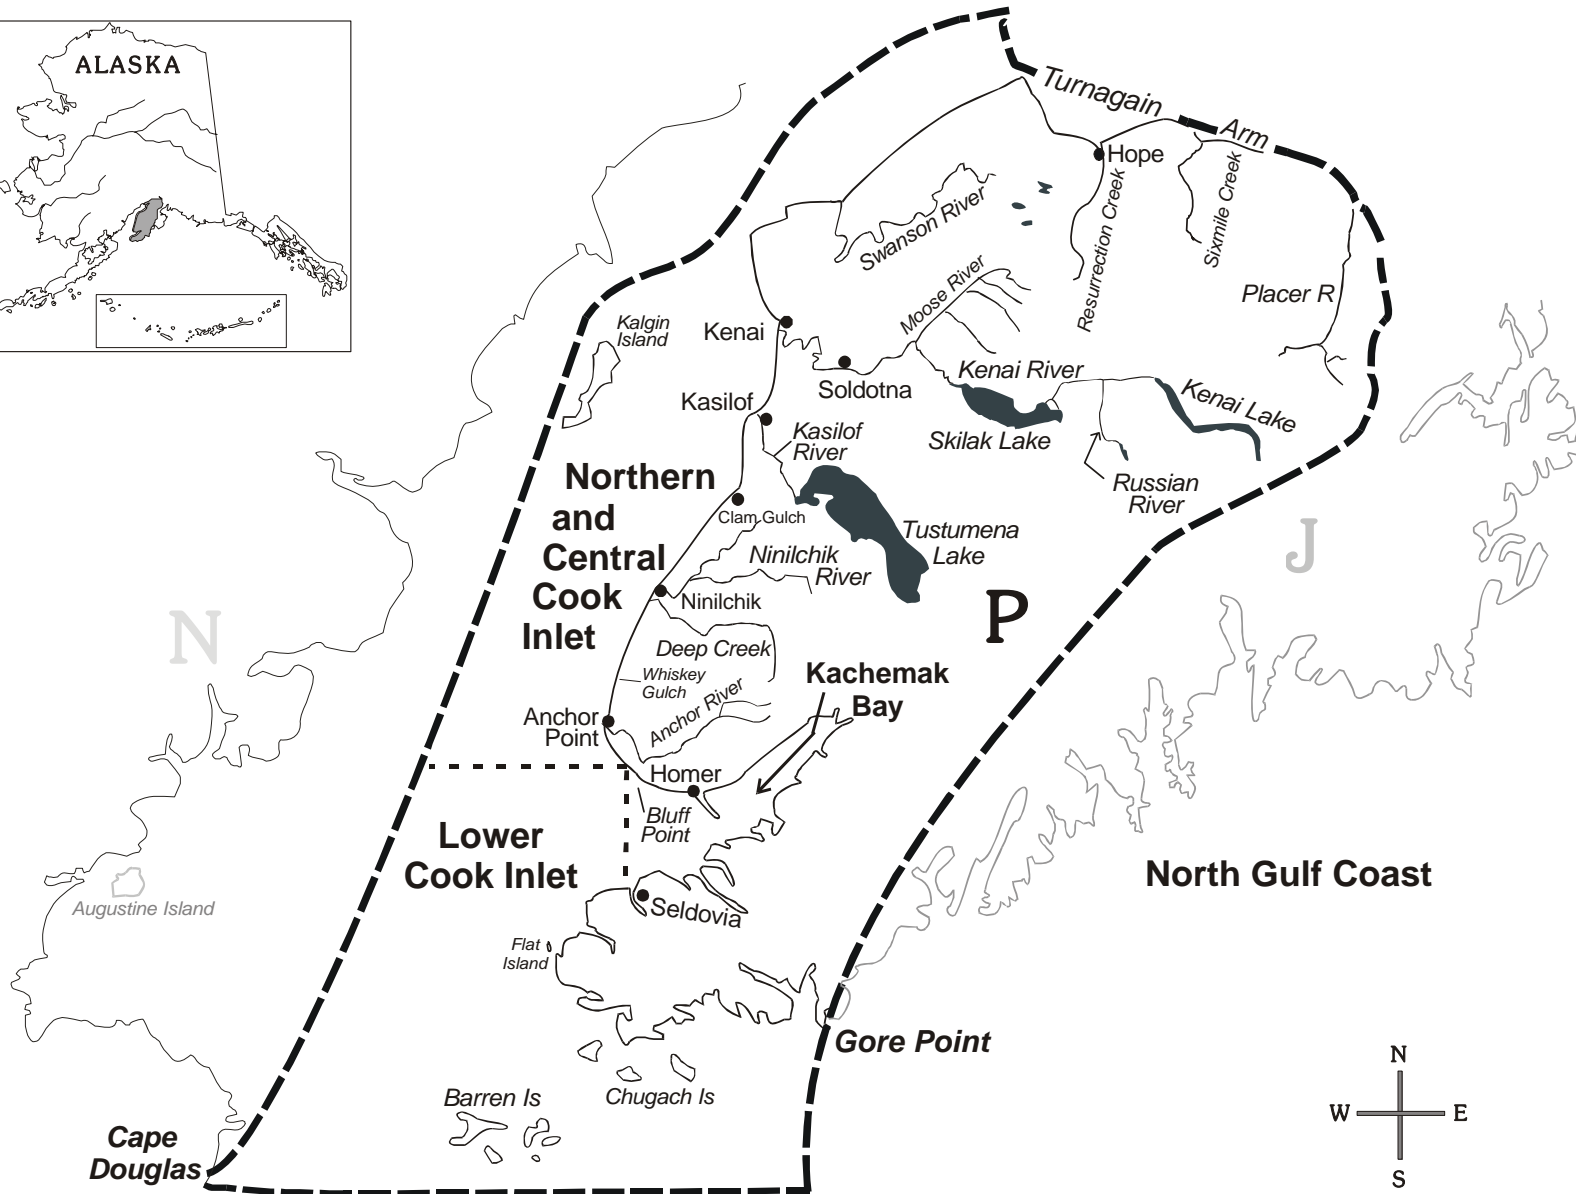 ALASKA
Turnagain
Arm
Hope
Swanson River
Resurrection Creek
Sixmile Creek
Placer R
Moose River
Kalgin
Island
Kenai
Soldotna
Kenai River
Kenai Lake
Skilak Lake
Kasilof
Kasilof
River
Russian
River
Northern
and
Central
Cook
Inlet
Clam Gulch
Tustumena
Lake
Ninilchik
River
Ninilchik
N
J
P
Deep Creek
Whiskey
Gulch
Kachemak
Bay
Anchor River
Anchor
Point
Homer
Bluff
Point
Lower
Cook Inlet
North Gulf Coast
Augustine Island
Seldovia
Flat
Island
Gore Point
Chugach Is
Barren Is
Cape
Douglas
N
W E
S